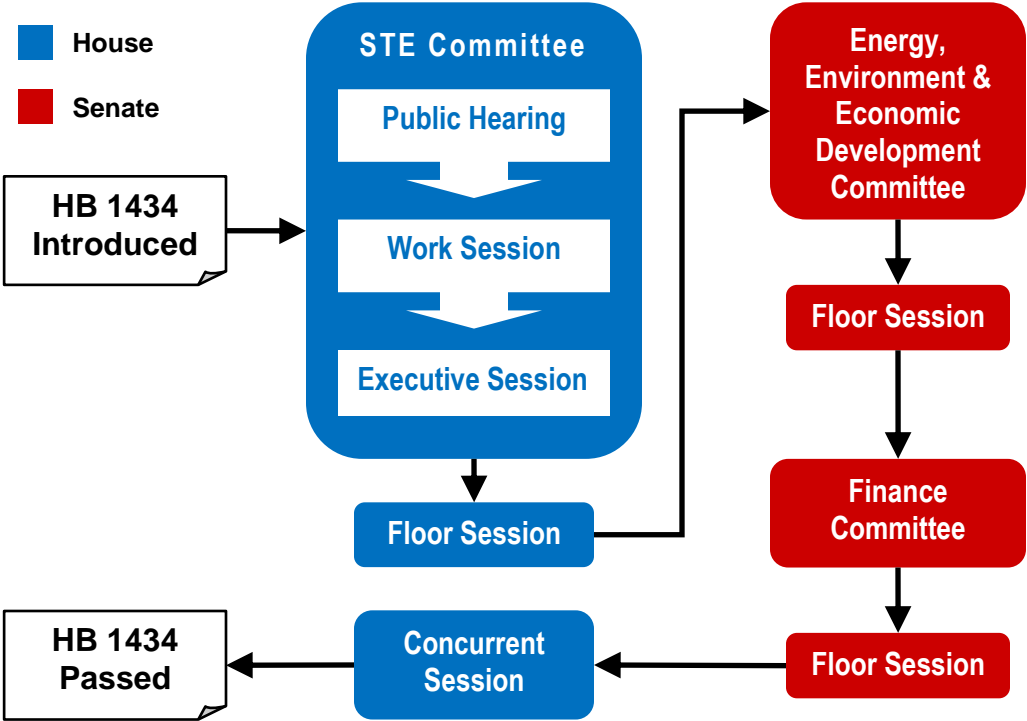 House
Senate
HB 1434
Introduced
STE Committee
Public Hearing
Work Session
Executive Session
Floor Session
Energy,
Environment &
Economic
Development
Committee
Floor Session
Finance
Committee
Floor Session
Concurrent
Session
HB 1434
Passed